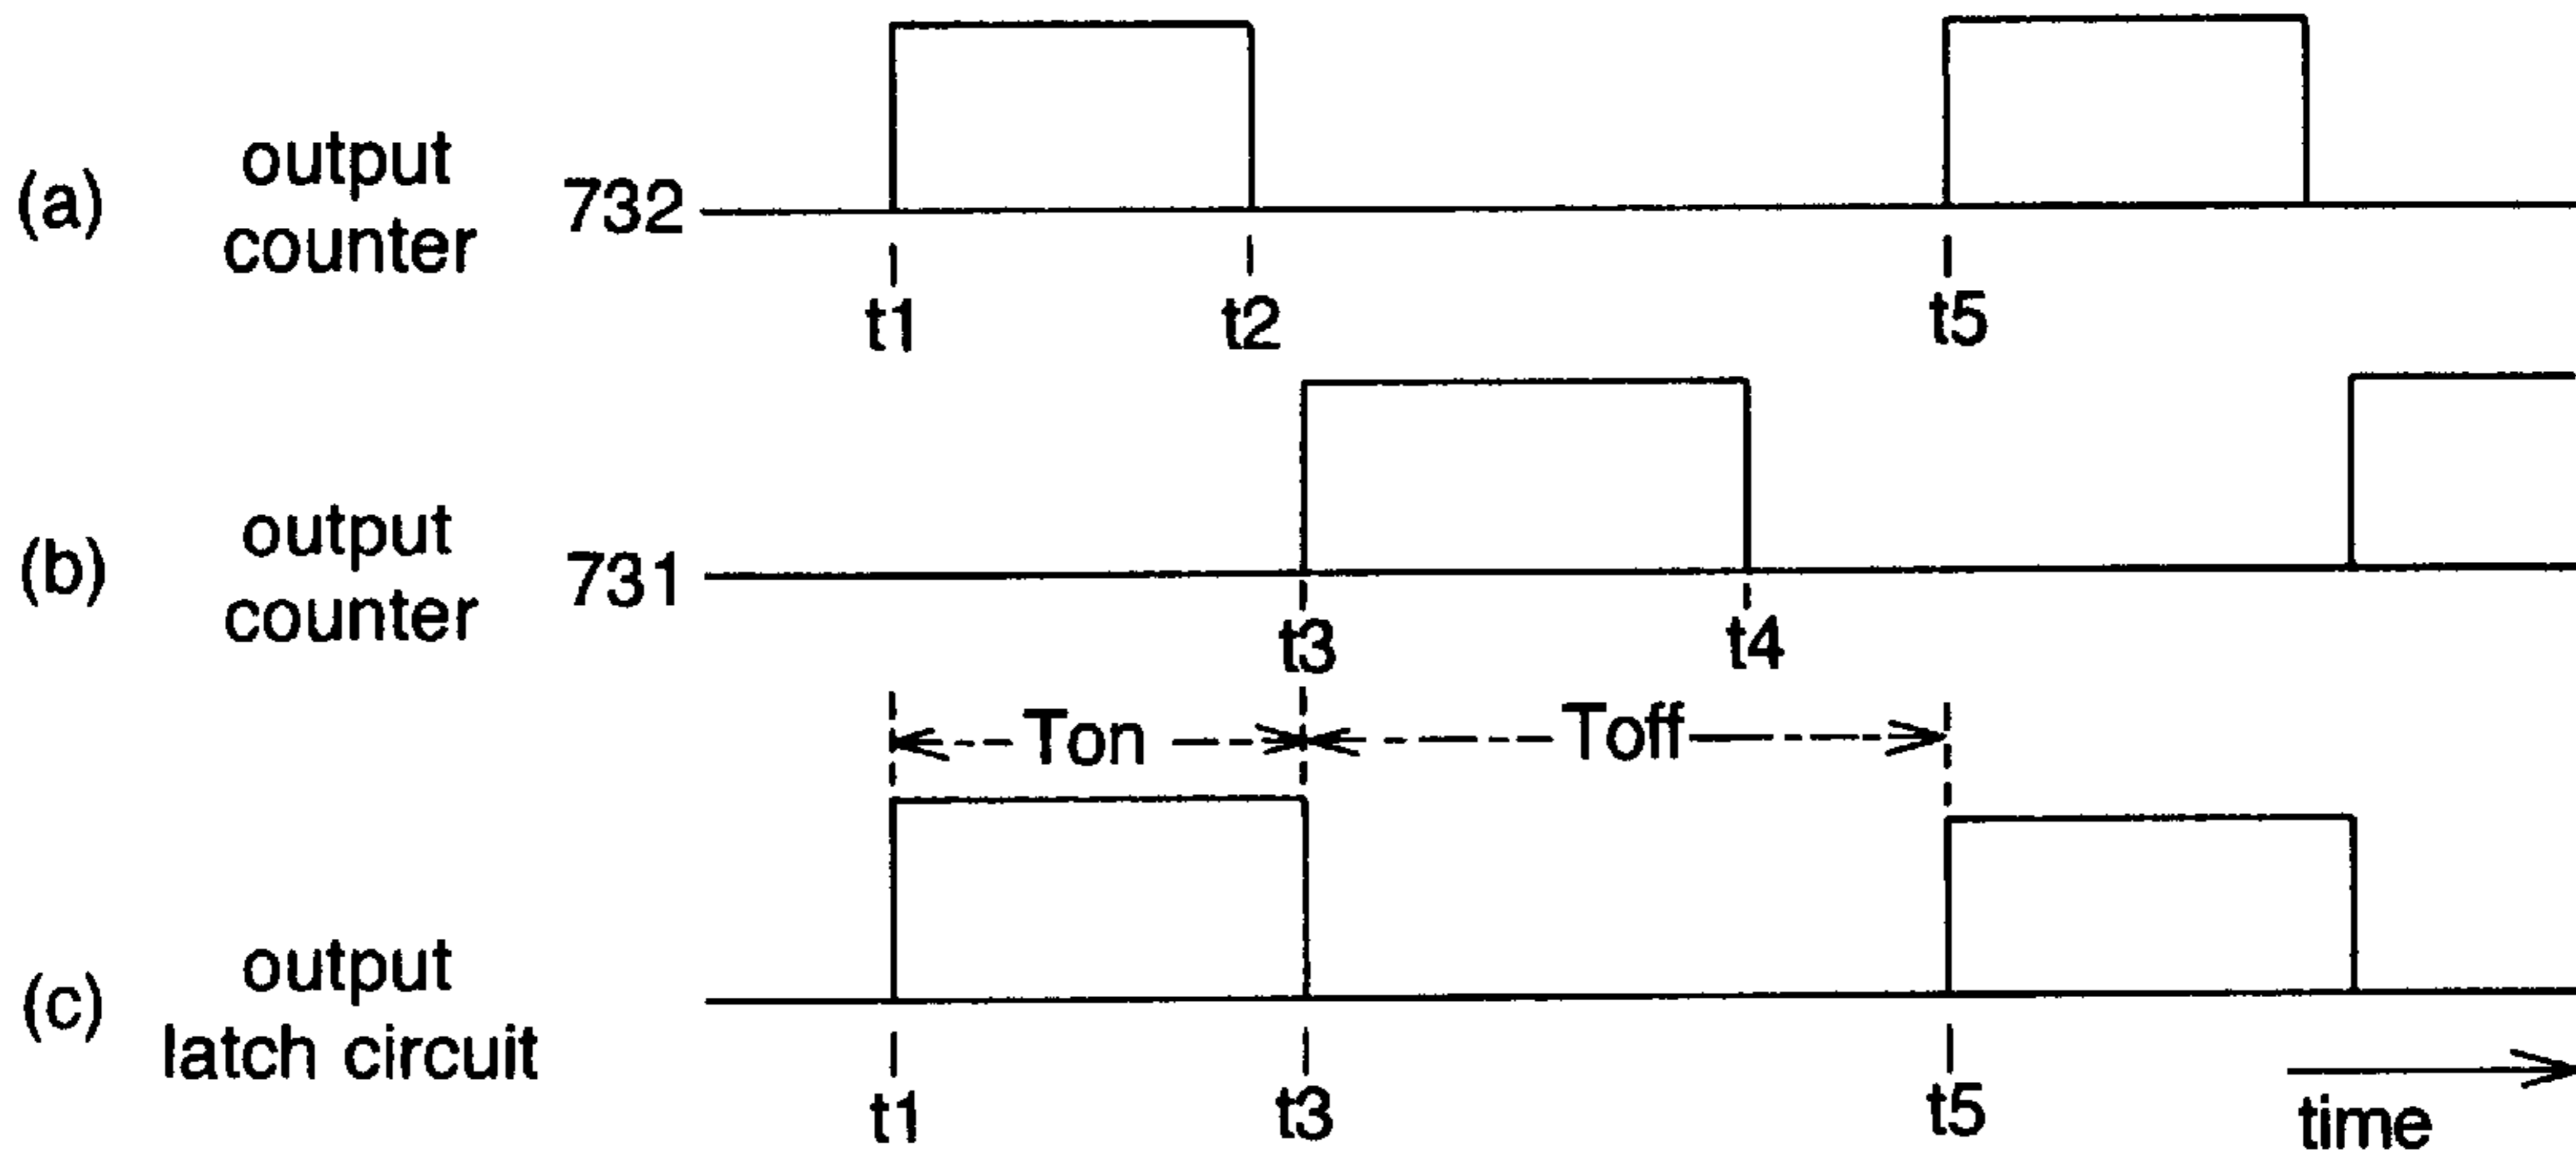 (a) output counter 732
t1 t2 t5
(b) output counter 731
t3 t4
Ton Toff
(c) output latch circuit
t1 t3 t5
time